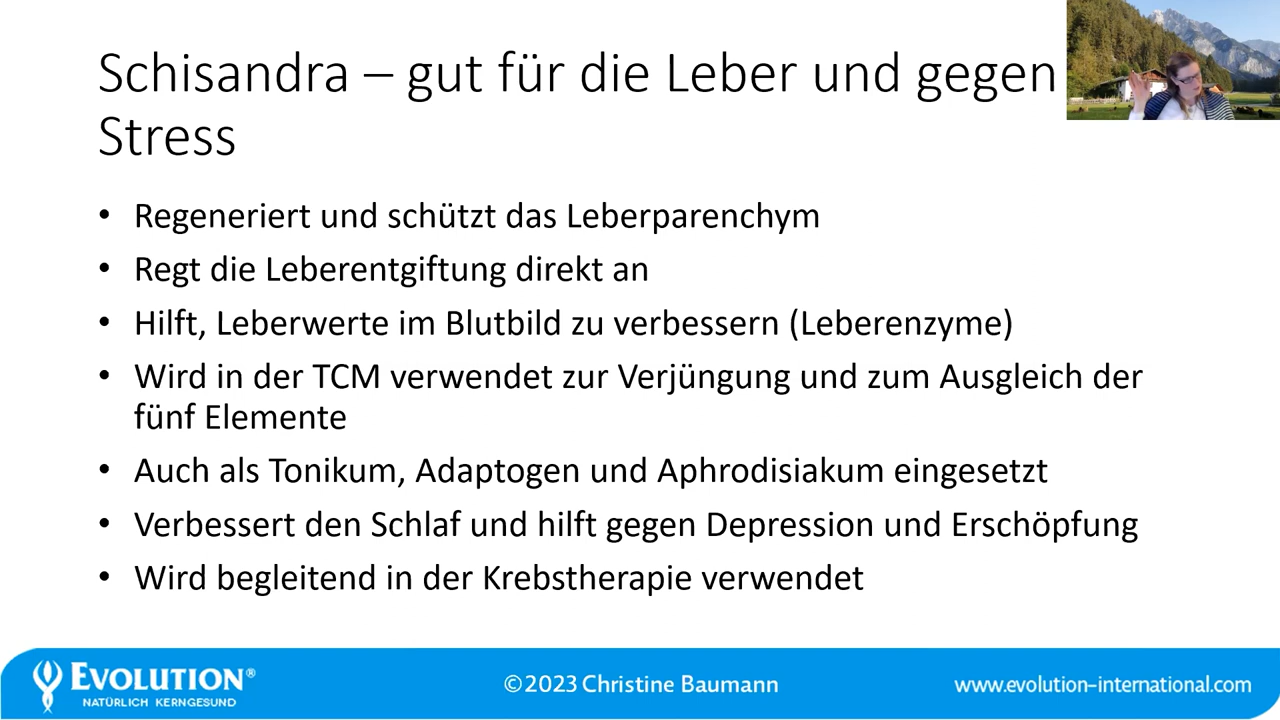 Schisandra – gut für die Leber und gegen
Stress
• Regeneriert und schützt das Leberparenchym
• Regt die Leberentgiftung direkt an
• Hilft, Leberwerte im Blutbild zu verbessern (Leberenzyme)
• Wird in der TCM verwendet zur Verjüngung und zum Ausgleich der
fünf Elemente
• Auch als Tonikum, Adaptogen und Aphrodisiakum eingesetzt
• Verbessert den Schlaf und hilft gegen Depression und Erschöpfung
• Wird begleitend in der Krebstherapie verwendet
EVOLUTION®
NATÜRLICH KERNGESUND
©2023 Christine Baumann
www.evolution-international.com